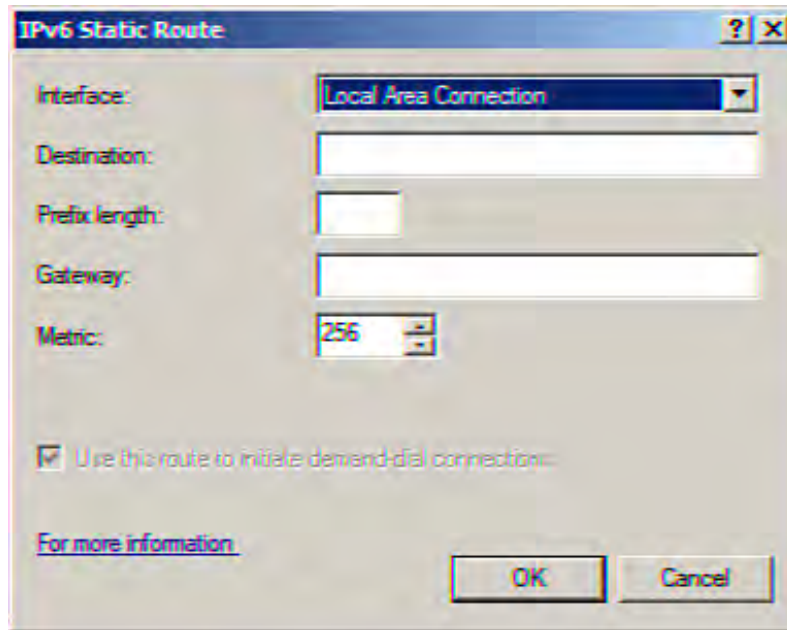 IPv6 Static Route
Interface: Local Area Connection
Destination:
Prefix length:
Gateway:
Metric: 256
Use this route to initiate demand-dial connections
For more information
OK Cancel